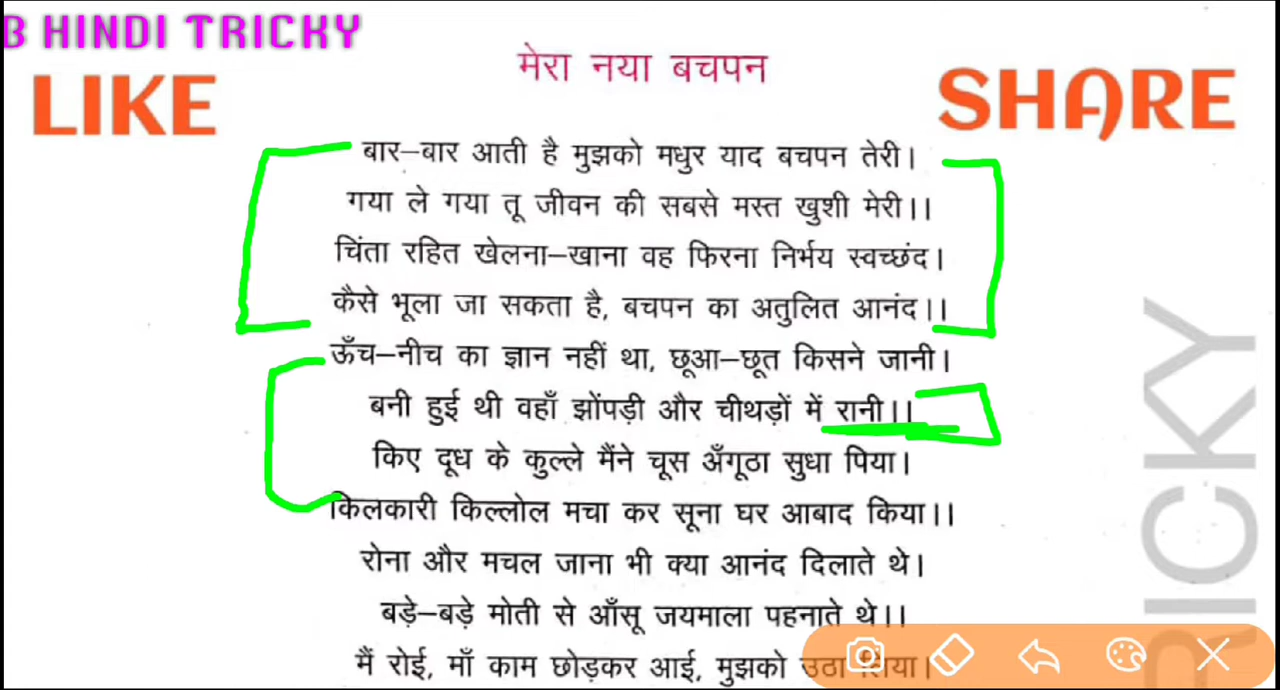 B HINDI TRICKY
LIKE
SHARE
मेरा नया बचपन
बार–बार आती है मुझको मधुर याद बचपन तेरी।
गया ले गया तू जीवन की सबसे मस्त खुशी मेरी।।
चिंता रहित खेलना–खाना वह फिरना निर्भय स्वच्छंद।
कैसे भूला जा सकता है, बचपन का अतुलित आनंद।।
ऊँच–नीच का ज्ञान नहीं था, छूआ–छूत किसने जानी।
बनी हुई थी वहाँ झोंपड़ी और चीथड़ों में रानी।।
किए दूध के कुल्ले मैंने चूस अँगूठा सुधा पिया।
किलकारी किल्लोल मचा कर सूना घर आबाद किया।।
रोना और मचल जाना भी क्या आनंद दिलाते थे।
बड़े–बड़े मोती से आँसू जयमाला पहनाते थे।।
मैं रोई, माँ काम छोड़कर आई, मुझको उठा लिया।
RICKY